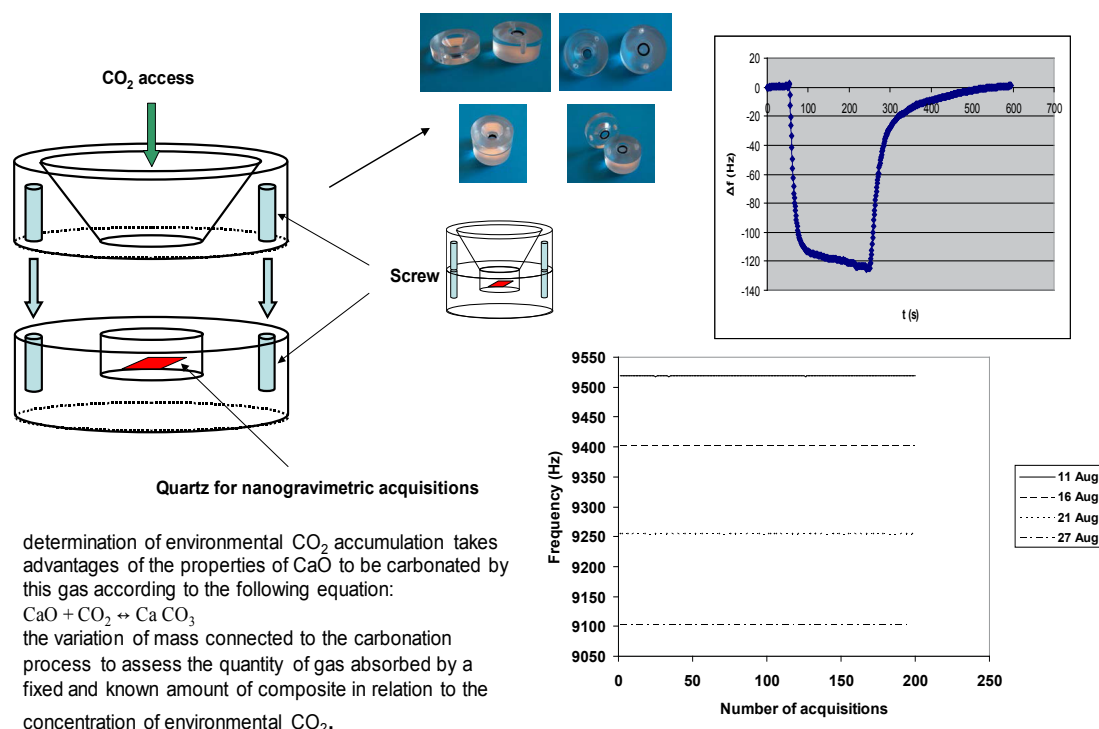 CO2 access
Screw
Quartz for nanogravimetric acquisitions
determination of environmental CO2 accumulation takes
advantages of the properties of CaO to be carbonated by
this gas according to the following equation:
CaO + CO2 ↔ Ca CO3
the variation of mass connected to the carbonation
process to assess the quantity of gas absorbed by a
fixed and known amount of composite in relation to the
concentration of environmental CO2.
20
0
-20
-40
-60
-80
-100
-120
-140
0 100 200 300 400 500 600 700
Δf (Hz)
t (s)
9550
9500
9450
9400
9350
9300
9250
9200
9150
9100
9050
0 50 100 150 200 250
Frequency (Hz)
Number of acquisitions
11 Aug
16 Aug
21 Aug
27 Aug